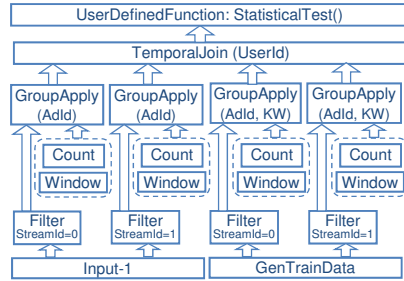 UserDefinedFunction: StatisticalTest()
TemporalJoin (UserId)
GroupApply GroupApply GroupApply GroupApply
(AdId) (AdId) (AdId, KW) (AdId, KW)
Count Count Count Count
Window Window Window Window
Filter Filter Filter Filter
StreamId=0 StreamId=1 StreamId=0 StreamId=1
Input-1 GenTrainData